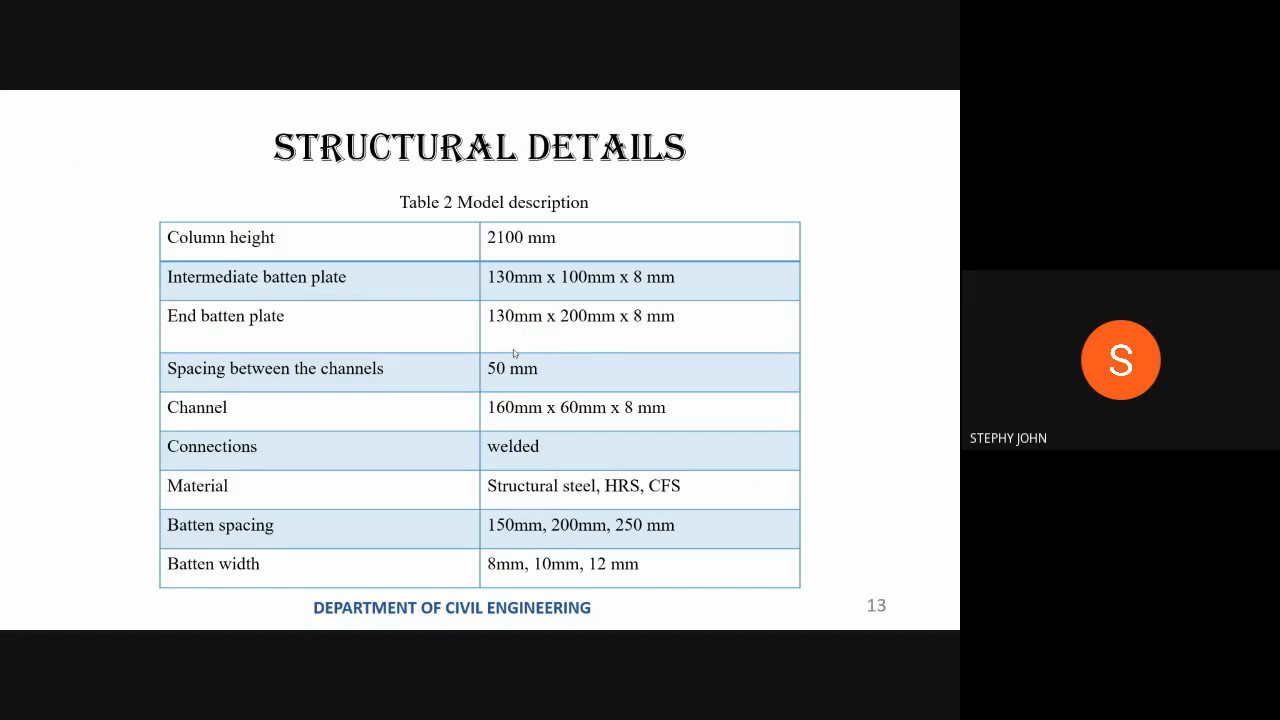 STRUCTURAL DETAILS
Table 2 Model description
Column height 2100 mm
Intermediate batten plate 130mm x 100mm x 8 mm
End batten plate 130mm x 200mm x 8 mm
Spacing between the channels 50 mm
Channel 160mm x 60mm x 8 mm
Connections welded
Material Structural steel, HRS, CFS
Batten spacing 150mm, 200mm, 250 mm
Batten width 8mm, 10mm, 12 mm
DEPARTMENT OF CIVIL ENGINEERING 13
S
STEPHY JOHN